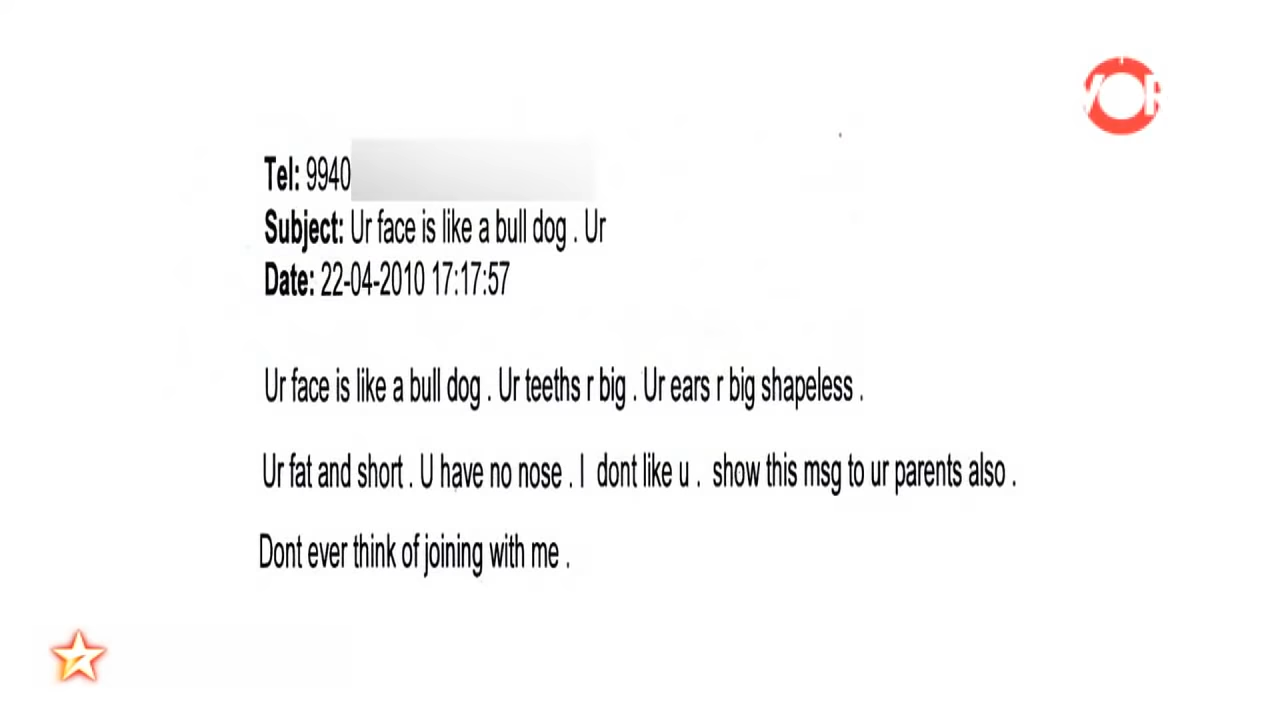 Tel: 9940
Subject: Ur face is like a bull dog . Ur
Date: 22-04-2010 17:17:57
Ur face is like a bull dog . Ur teeths r big . Ur ears r big shapeless .
Ur fat and short . U have no nose . I dont like u . show this msg to ur parents also .
Dont ever think of joining with me .